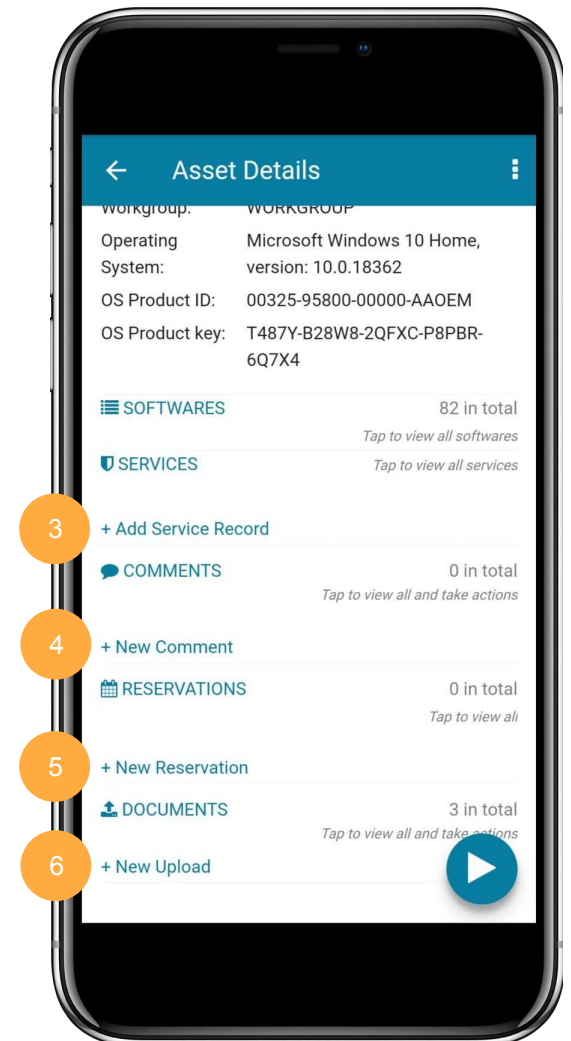 Asset Details
Workgroup: WORKGROUP
Operating Microsoft Windows 10 Home,
System: version: 10.0.18362
OS Product ID: 00325-95800-00000-AAOEM
OS Product key: T487Y-B28W8-2QFXC-P8PBR-
6Q7X4
SOFTWARES 82 in total
Tap to view all softwares
SERVICES Tap to view all services
3 + Add Service Record
COMMENTS 0 in total
Tap to view all and take actions
4 + New Comment
RESERVATIONS 0 in total
Tap to view all
5 + New Reservation
DOCUMENTS 3 in total
Tap to view all and take actions
6 + New Upload